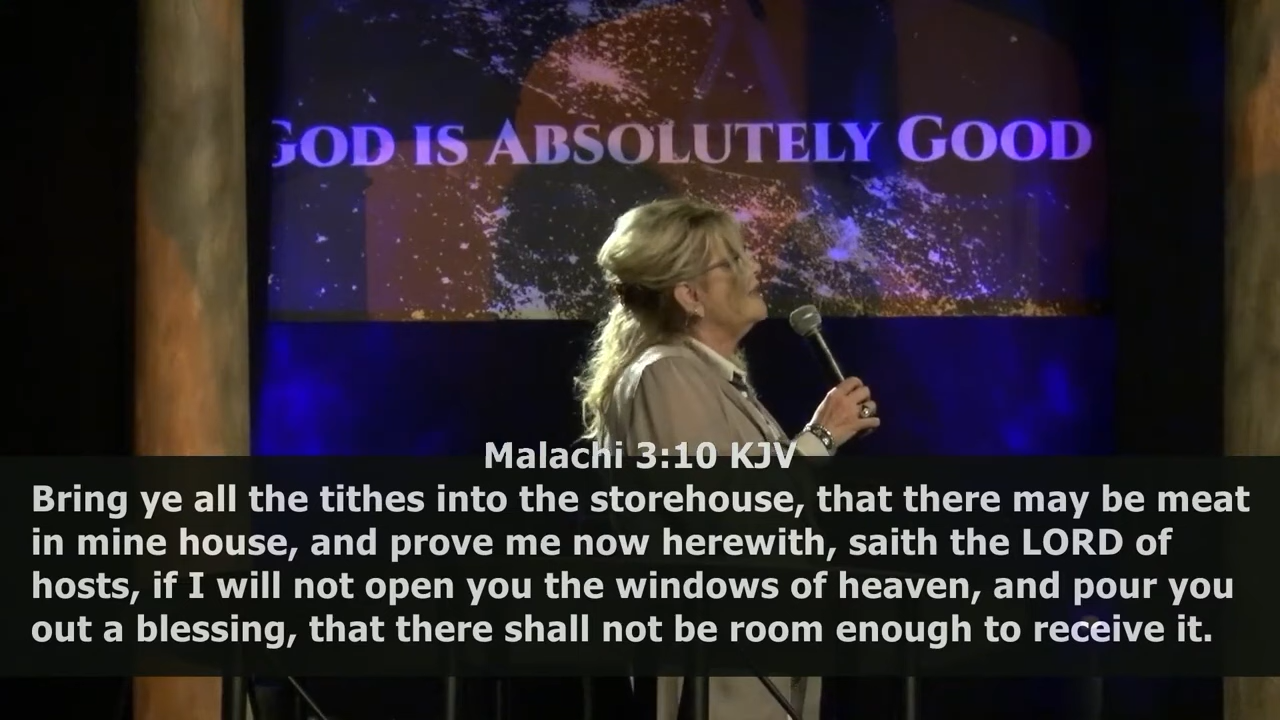 GOD IS ABSOLUTELY GOOD
Malachi 3:10 KJV
Bring ye all the tithes into the storehouse, that there may be meat
in mine house, and prove me now herewith, saith the LORD of
hosts, if I will not open you the windows of heaven, and pour you
out a blessing, that there shall not be room enough to receive it.